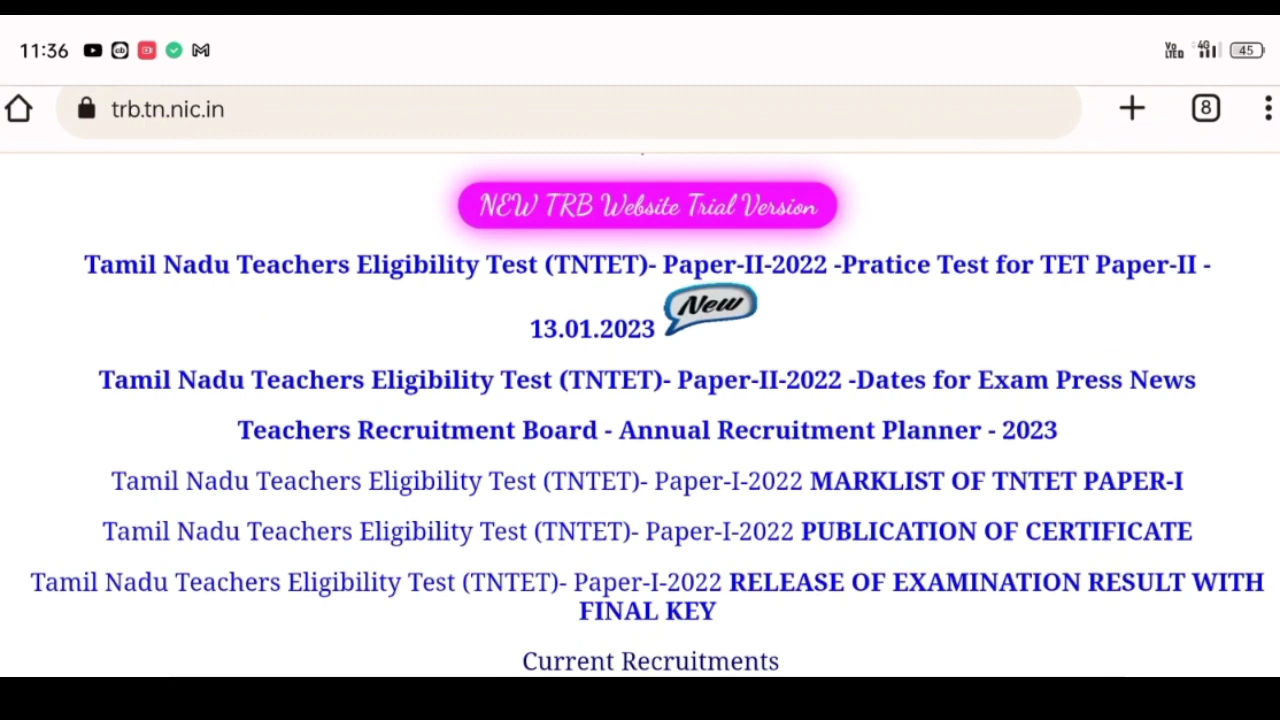 11:36
Vo LTE 4G 45
trb.tn.nic.in
8
NEW TRB Website Trial Version
Tamil Nadu Teachers Eligibility Test (TNTET)- Paper-II-2022 -Pratice Test for TET Paper-II -
13.01.2023 New
Tamil Nadu Teachers Eligibility Test (TNTET)- Paper-II-2022 -Dates for Exam Press News
Teachers Recruitment Board - Annual Recruitment Planner - 2023
Tamil Nadu Teachers Eligibility Test (TNTET)- Paper-I-2022 MARKLIST OF TNTET PAPER-I
Tamil Nadu Teachers Eligibility Test (TNTET)- Paper-I-2022 PUBLICATION OF CERTIFICATE
Tamil Nadu Teachers Eligibility Test (TNTET)- Paper-I-2022 RELEASE OF EXAMINATION RESULT WITH
FINAL KEY
Current Recruitments